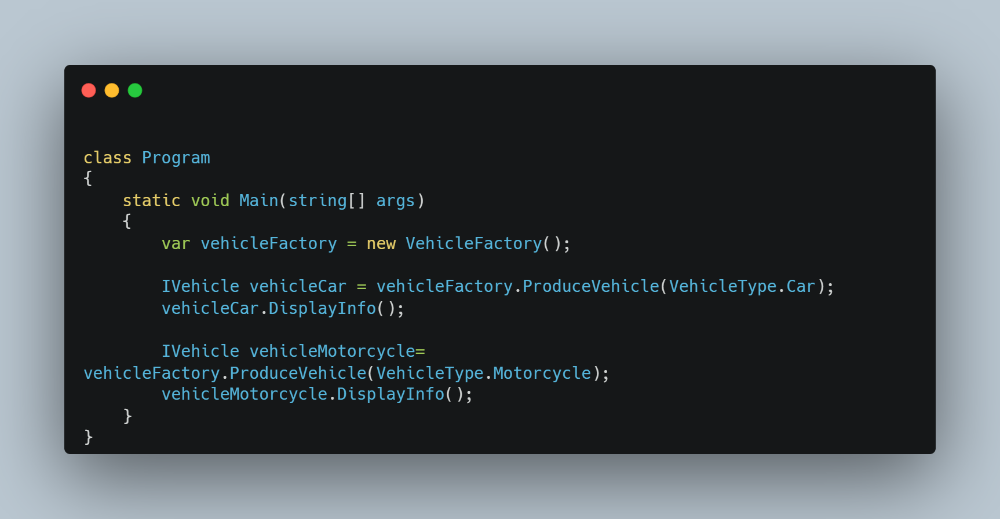 class Program
{
    static void Main(string[] args)
    {
        var vehicleFactory = new VehicleFactory();

        IVehicle vehicleCar = vehicleFactory.ProduceVehicle(VehicleType.Car);
        vehicleCar.DisplayInfo();

        IVehicle vehicleMotorcycle=
vehicleFactory.ProduceVehicle(VehicleType.Motorcycle);
        vehicleMotorcycle.DisplayInfo();
    }
}